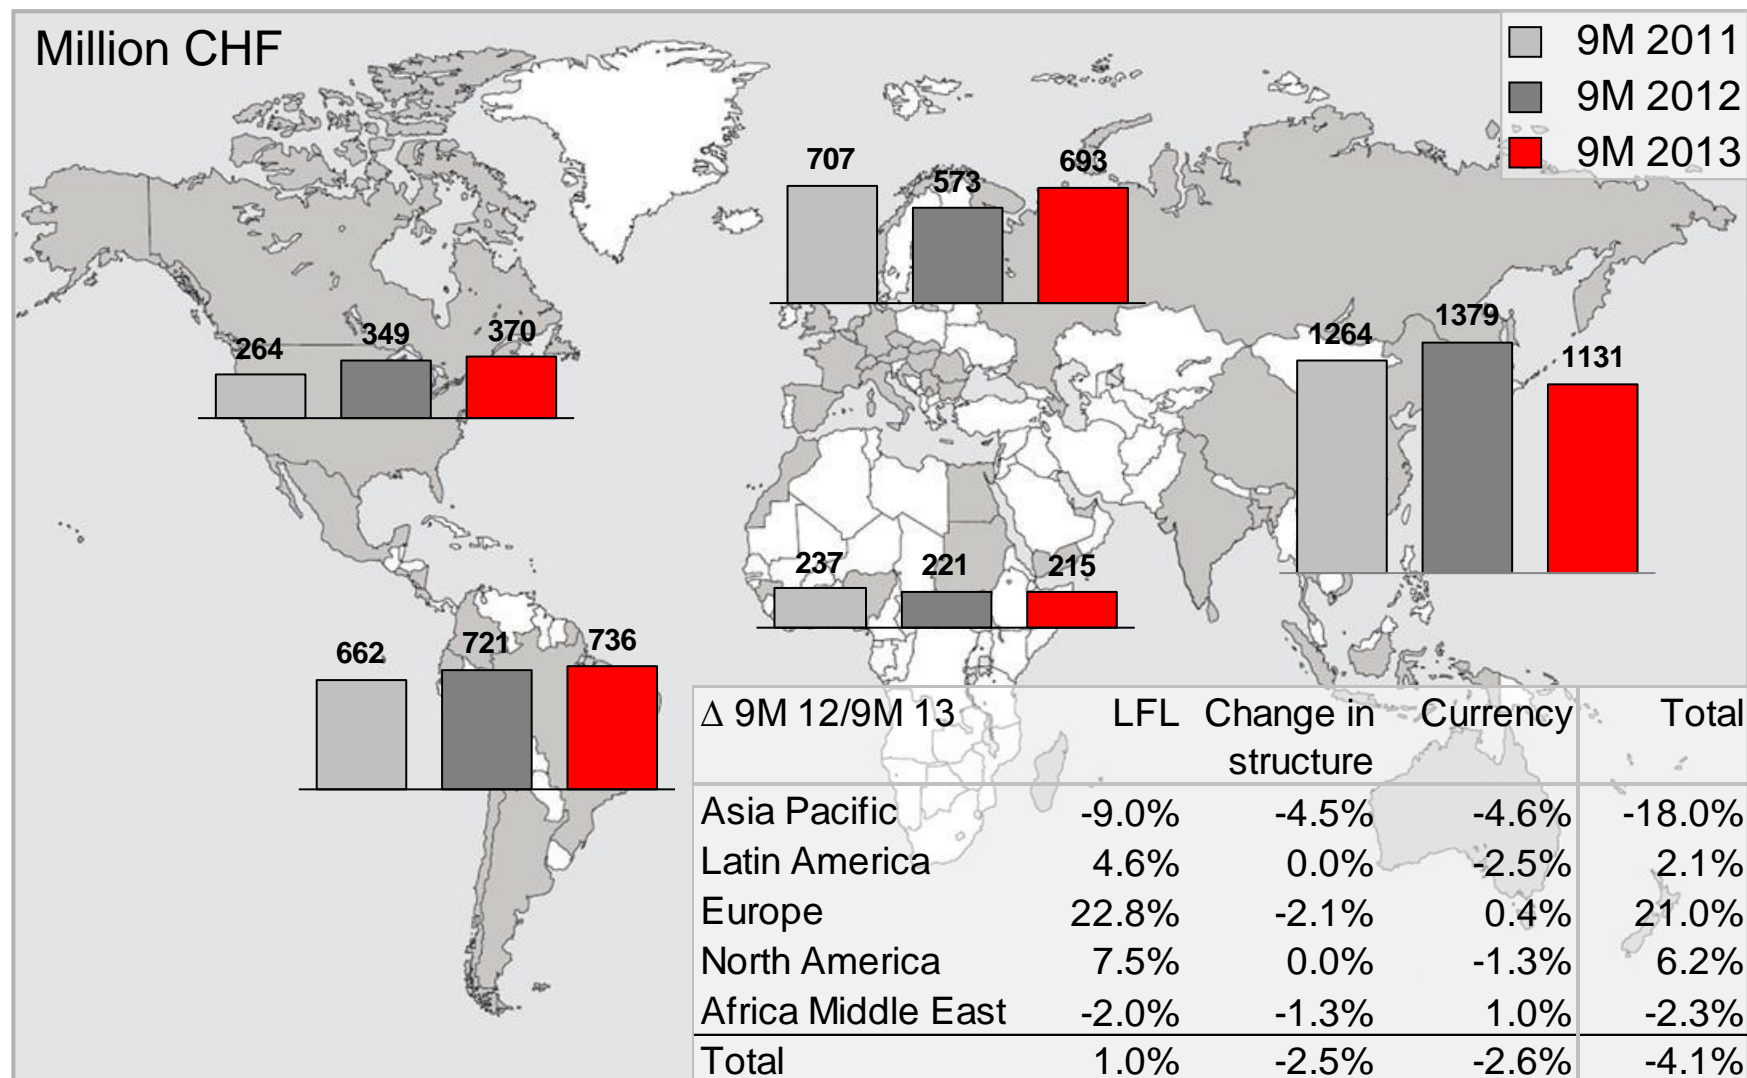 Million CHF
9M 2011
9M 2012
9M 2013
707
573
693
264
349
370
1264
1379
1131
237
221
215
662
721
736
Δ 9M 12/9M 13 LFL Change in Currency Total
structure
Asia Pacific -9.0% -4.5% -4.6% -18.0%
Latin America 4.6% 0.0% -2.5% 2.1%
Europe 22.8% -2.1% 0.4% 21.0%
North America 7.5% 0.0% -1.3% 6.2%
Africa Middle East -2.0% -1.3% 1.0% -2.3%
Total 1.0% -2.5% -2.6% -4.1%